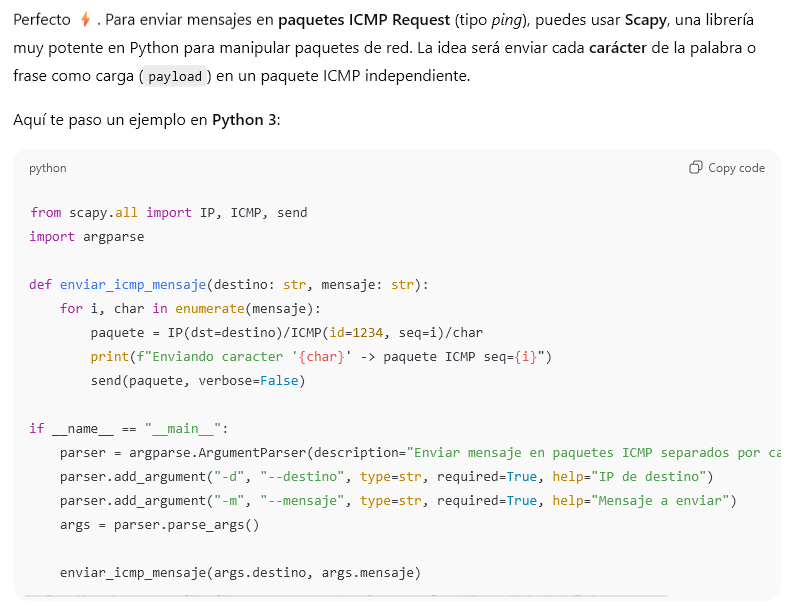 Perfecto ⚡. Para enviar mensajes en paquetes ICMP Request (tipo ping), puedes usar Scapy, una librería
muy potente en Python para manipular paquetes de red. La idea será enviar cada carácter de la palabra o
frase como carga (payload) en un paquete ICMP independiente.
Aquí te paso un ejemplo en Python 3:
python
Copy code
from scapy.all import IP, ICMP, send
import argparse
def enviar_icmp_mensaje(destino: str, mensaje: str):
    for i, char in enumerate(mensaje):
        paquete = IP(dst=destino)/ICMP(id=1234, seq=i)/char
        print(f"Enviando caracter '{char}' -> paquete ICMP seq={i}")
        send(paquete, verbose=False)
if __name__ == "__main__":
    parser = argparse.ArgumentParser(description="Enviar mensaje en paquetes ICMP separados por ca
    parser.add_argument("-d", "--destino", type=str, required=True, help="IP de destino")
    parser.add_argument("-m", "--mensaje", type=str, required=True, help="Mensaje a enviar")
    args = parser.parse_args()
    enviar_icmp_mensaje(args.destino, args.mensaje)